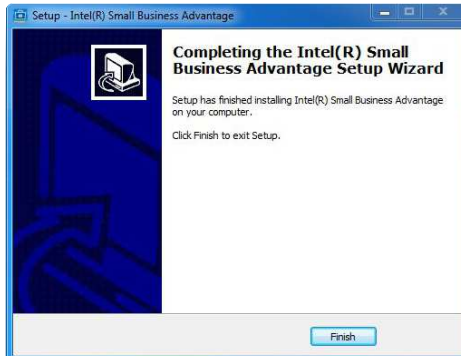 Setup - Intel(R) Small Business Advantage
Completing the Intel(R) Small
Business Advantage Setup Wizard
Setup has finished installing Intel(R) Small Business Advantage
on your computer.
Click Finish to exit Setup.
Finish